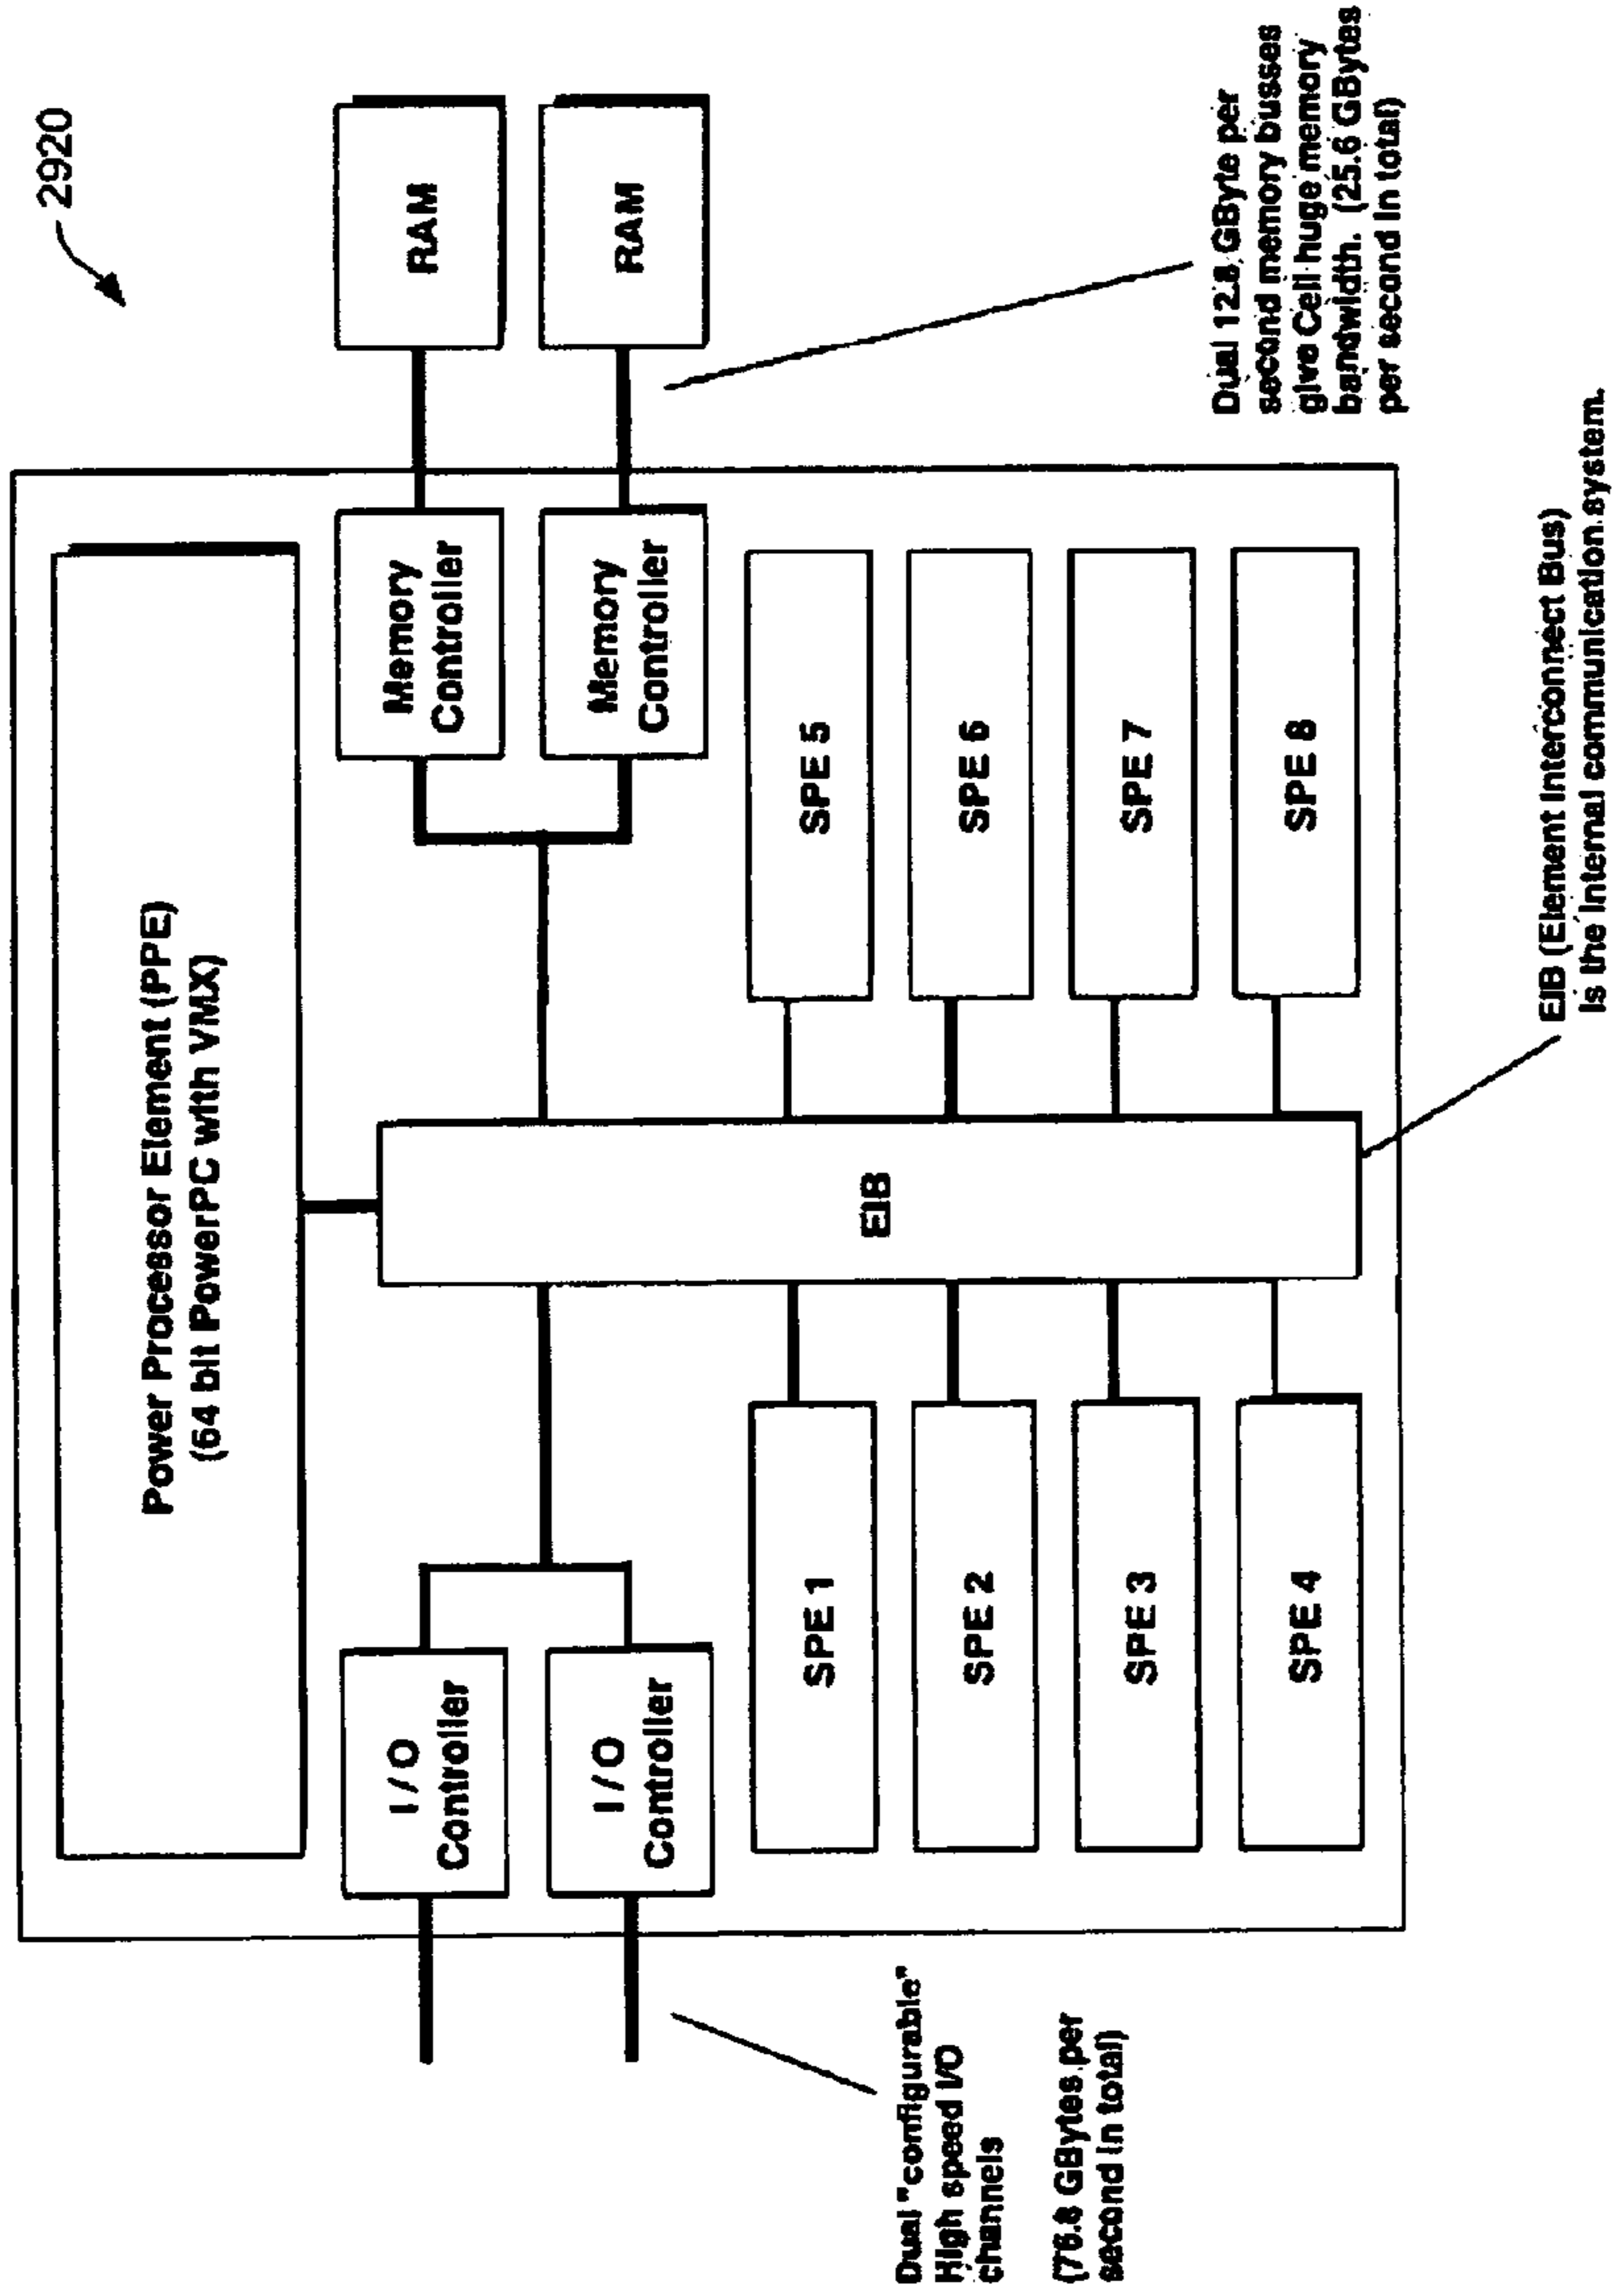 2920
Power Processor Element (PPE)
(64 bit PowerPC with VMX)
I / O
Controller
I / O
Controller
Memory
Controller
Memory
Controller
RAM
RAM
EIB
SPE 1
SPE 2
SPE 3
SPE 4
SPE 5
SPE 6
SPE 7
SPE 8
Dual "configurable"
High speed I/O
channels
(76.8 GBytes per
second in total)
Dual 12.8 GByte per
second memory busses
give Cell huge memory
bandwidth. (25.6 GBytes
per second in total)
EIB (Element Interconnect Bus)
is the internal communication system.